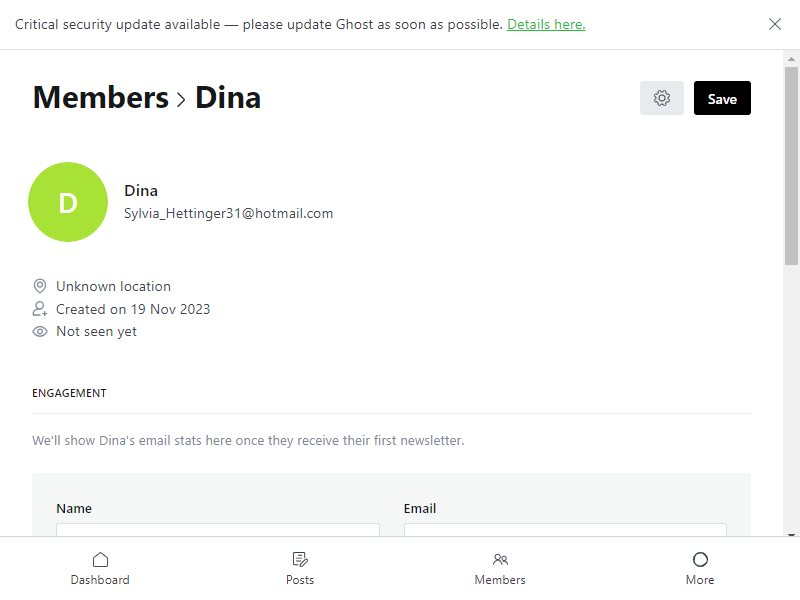 Critical security update available — please update Ghost as soon as possible. Details here.
Members > Dina
Save
D
Dina
Sylvia_Hettinger31@hotmail.com
Unknown location
Created on 19 Nov 2023
Not seen yet
ENGAGEMENT
We'll show Dina's email stats here once they receive their first newsletter.
Name
Email
Dashboard
Posts
Members
More